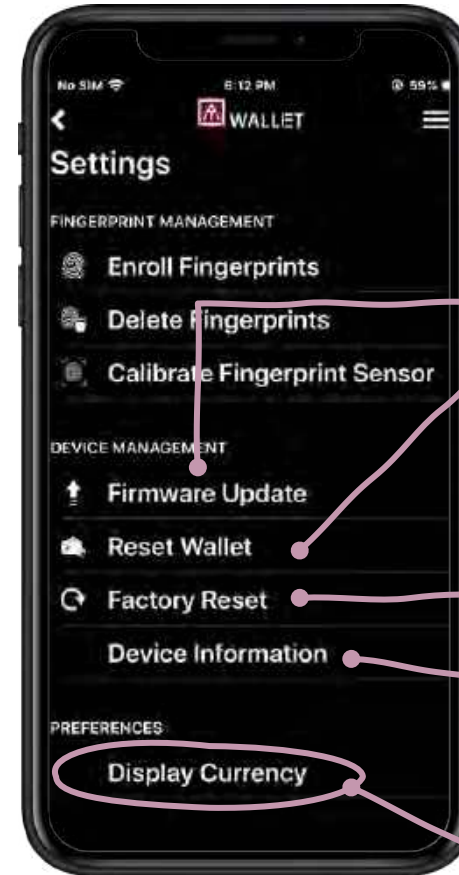 No SIM 6:12 PM 59%
WALLET
Settings
FINGERPRINT MANAGEMENT
Enroll Fingerprints
Delete Fingerprints
Calibrate Fingerprint Sensor
DEVICE MANAGEMENT
Firmware Update
Reset Wallet
Factory Reset
Device Information
PREFERENCES
Display Currency